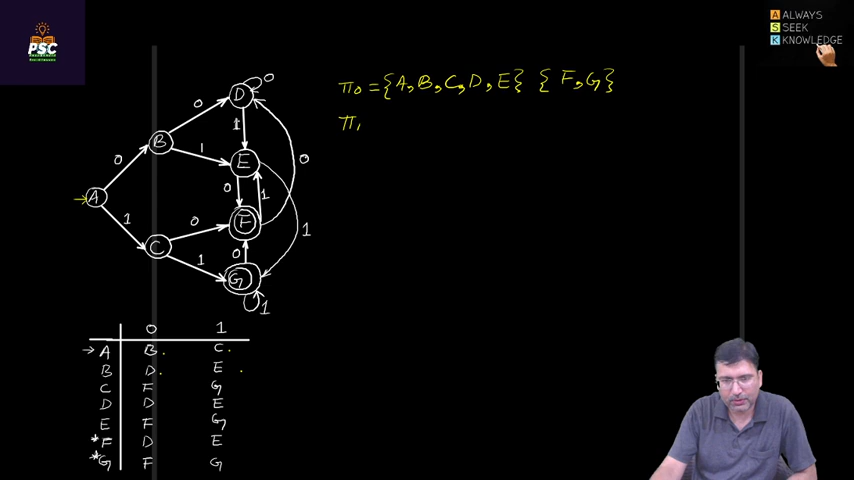 PSC
ALWAYS
SEEK
KNOWLEDGE
π0 = {A, B, C, D, E} {F, G}
π1
D 0
0
1
B
1 E 0
0 0 1
→ A
1 0 F 1
C
1 0
G
1
0 1
→ A B . C .
B D . E .
C F G
D D E
E F G
* F D E
* G F G